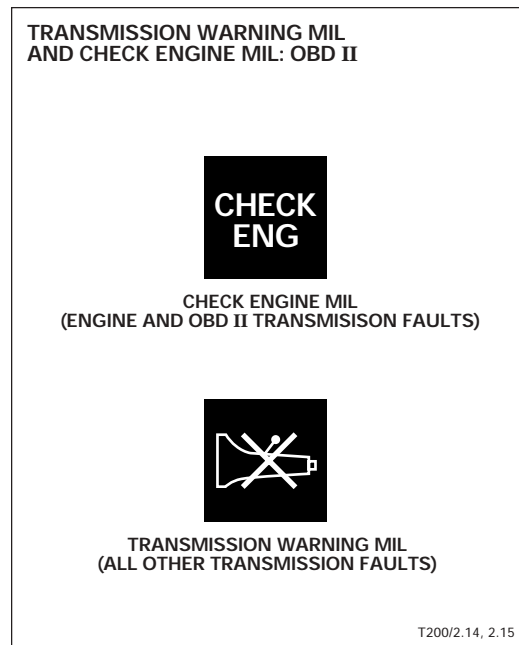 TRANSMISSION WARNING MIL
AND CHECK ENGINE MIL: OBD II
CHECK
ENG
CHECK ENGINE MIL
(ENGINE AND OBD II TRANSMISISON FAULTS)
TRANSMISSION WARNING MIL
(ALL OTHER TRANSMISSION FAULTS)
T200/2.14, 2.15